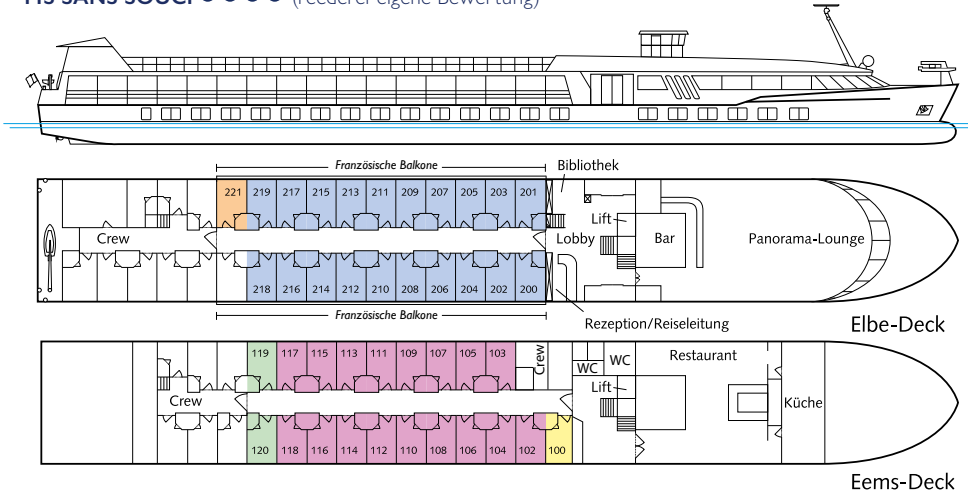 MS SANS SOUCI (reederei-eigene Bewertung)
Französische Balkone
Bibliothek
221 219 217 215 213 211 209 207 205 203 201
Crew
Lobby
Lift
Bar
Panorama-Lounge
218 216 214 212 210 208 206 204 202 200
Französische Balkone
Rezeption/Reiseleitung
Elbe-Deck
119 117 115 113 111 109 107 105 103
Crew
WC
WC
Restaurant
Crew
Lift
Küche
120 118 116 114 112 110 108 106 104 102 100
Eems-Deck